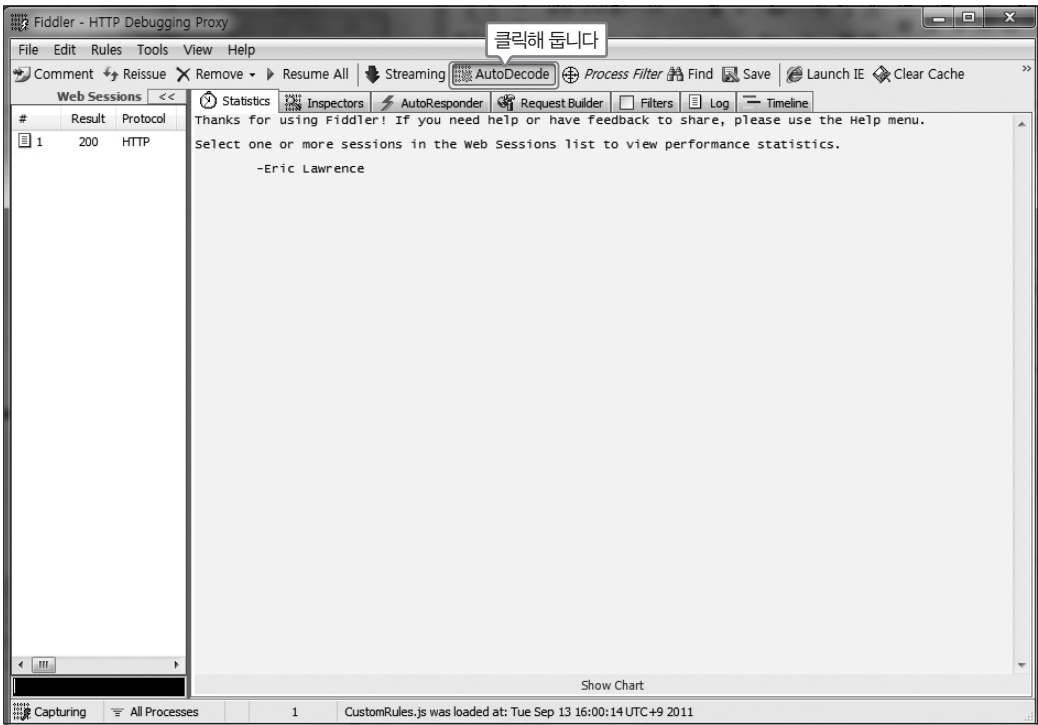 Fiddler - HTTP Debugging Proxy
클릭해 둡니다
File Edit Rules Tools View Help
Comment Reissue Remove Resume All Streaming AutoDecode Process Filter Find Save Launch IE Clear Cache »
Web Sessions <<
Statistics Inspectors AutoResponder Request Builder Filters Log Timeline
# Result Protocol
1 200 HTTP
Thanks for using Fiddler! If you need help or have feedback to share, please use the Help menu.
Select one or more sessions in the Web Sessions list to view performance statistics.
-Eric Lawrence
Show Chart
Capturing All Processes 1 CustomRules.js was loaded at: Tue Sep 13 16:00:14 UTC+9 2011